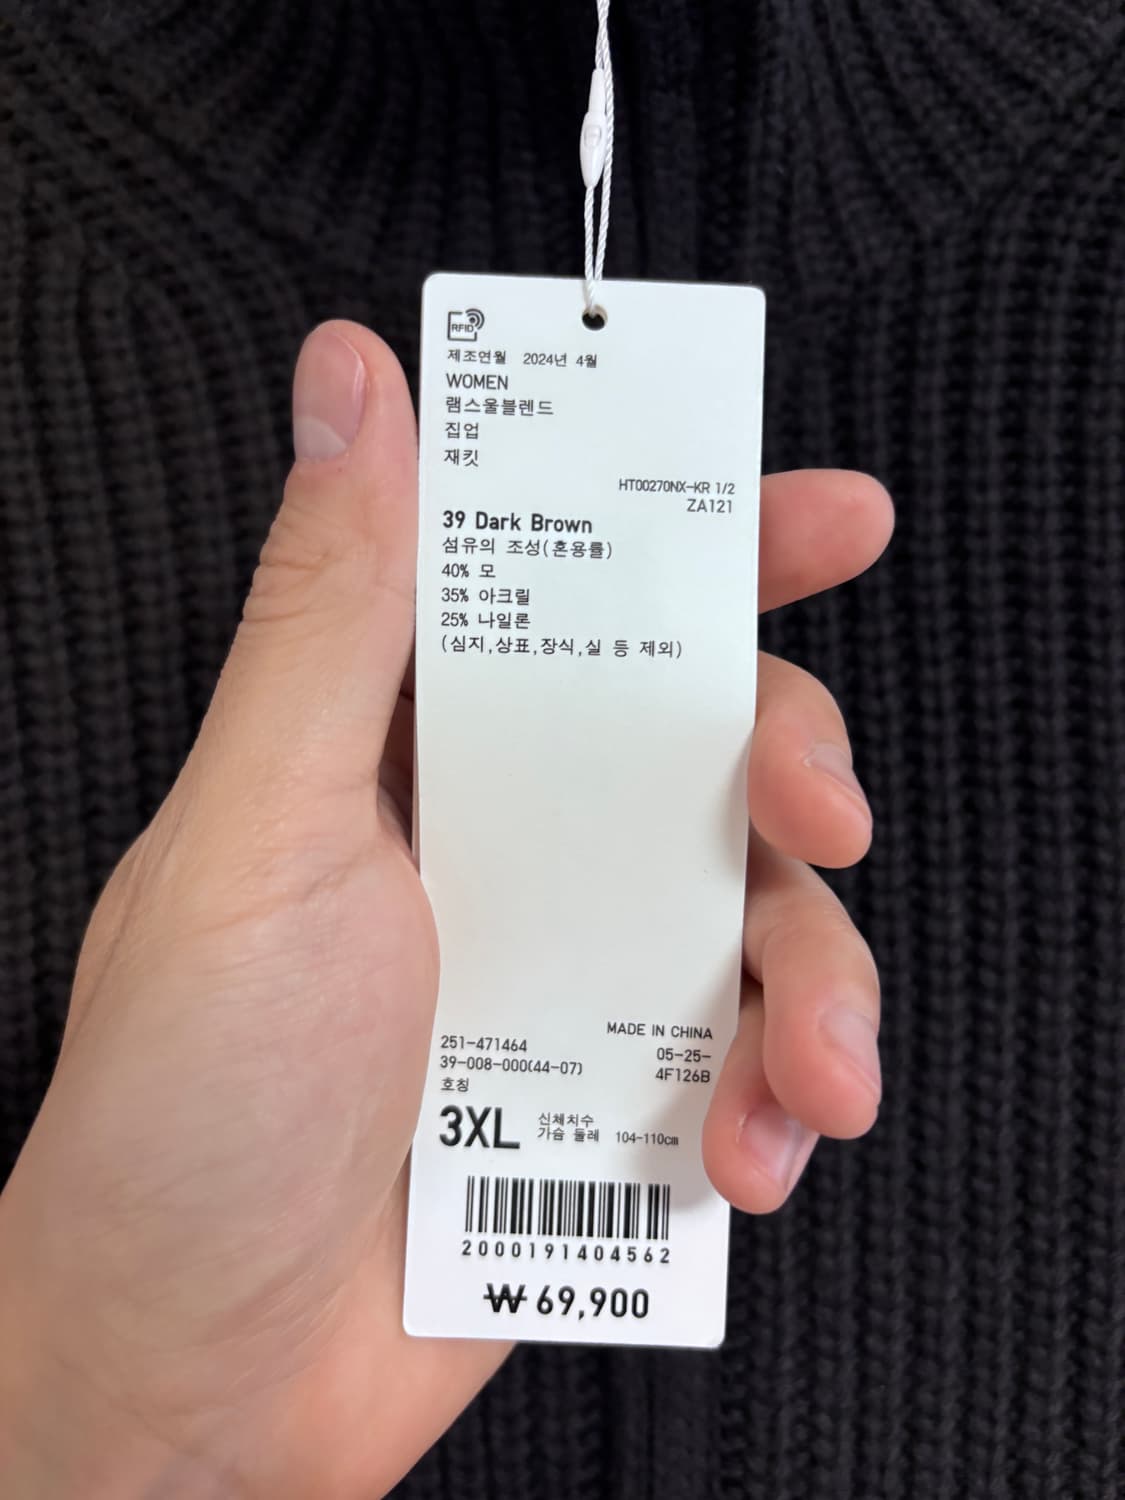 RFID
제조연월 2024년 4월
WOMEN
램스울블렌드
집업
재킷
HT00270NX-KR 1/2
ZA121
39 Dark Brown
섬유의 조성(혼용률)
40% 모
35% 아크릴
25% 나일론
(심지,상표,장식,실 등 제외)
MADE IN CHINA
251-471464
05-25-
39-008-000(44-07)
4F126B
호칭
3XL
신체치수
가슴 둘레 104-110cm
2000191404562
₩ 69,900